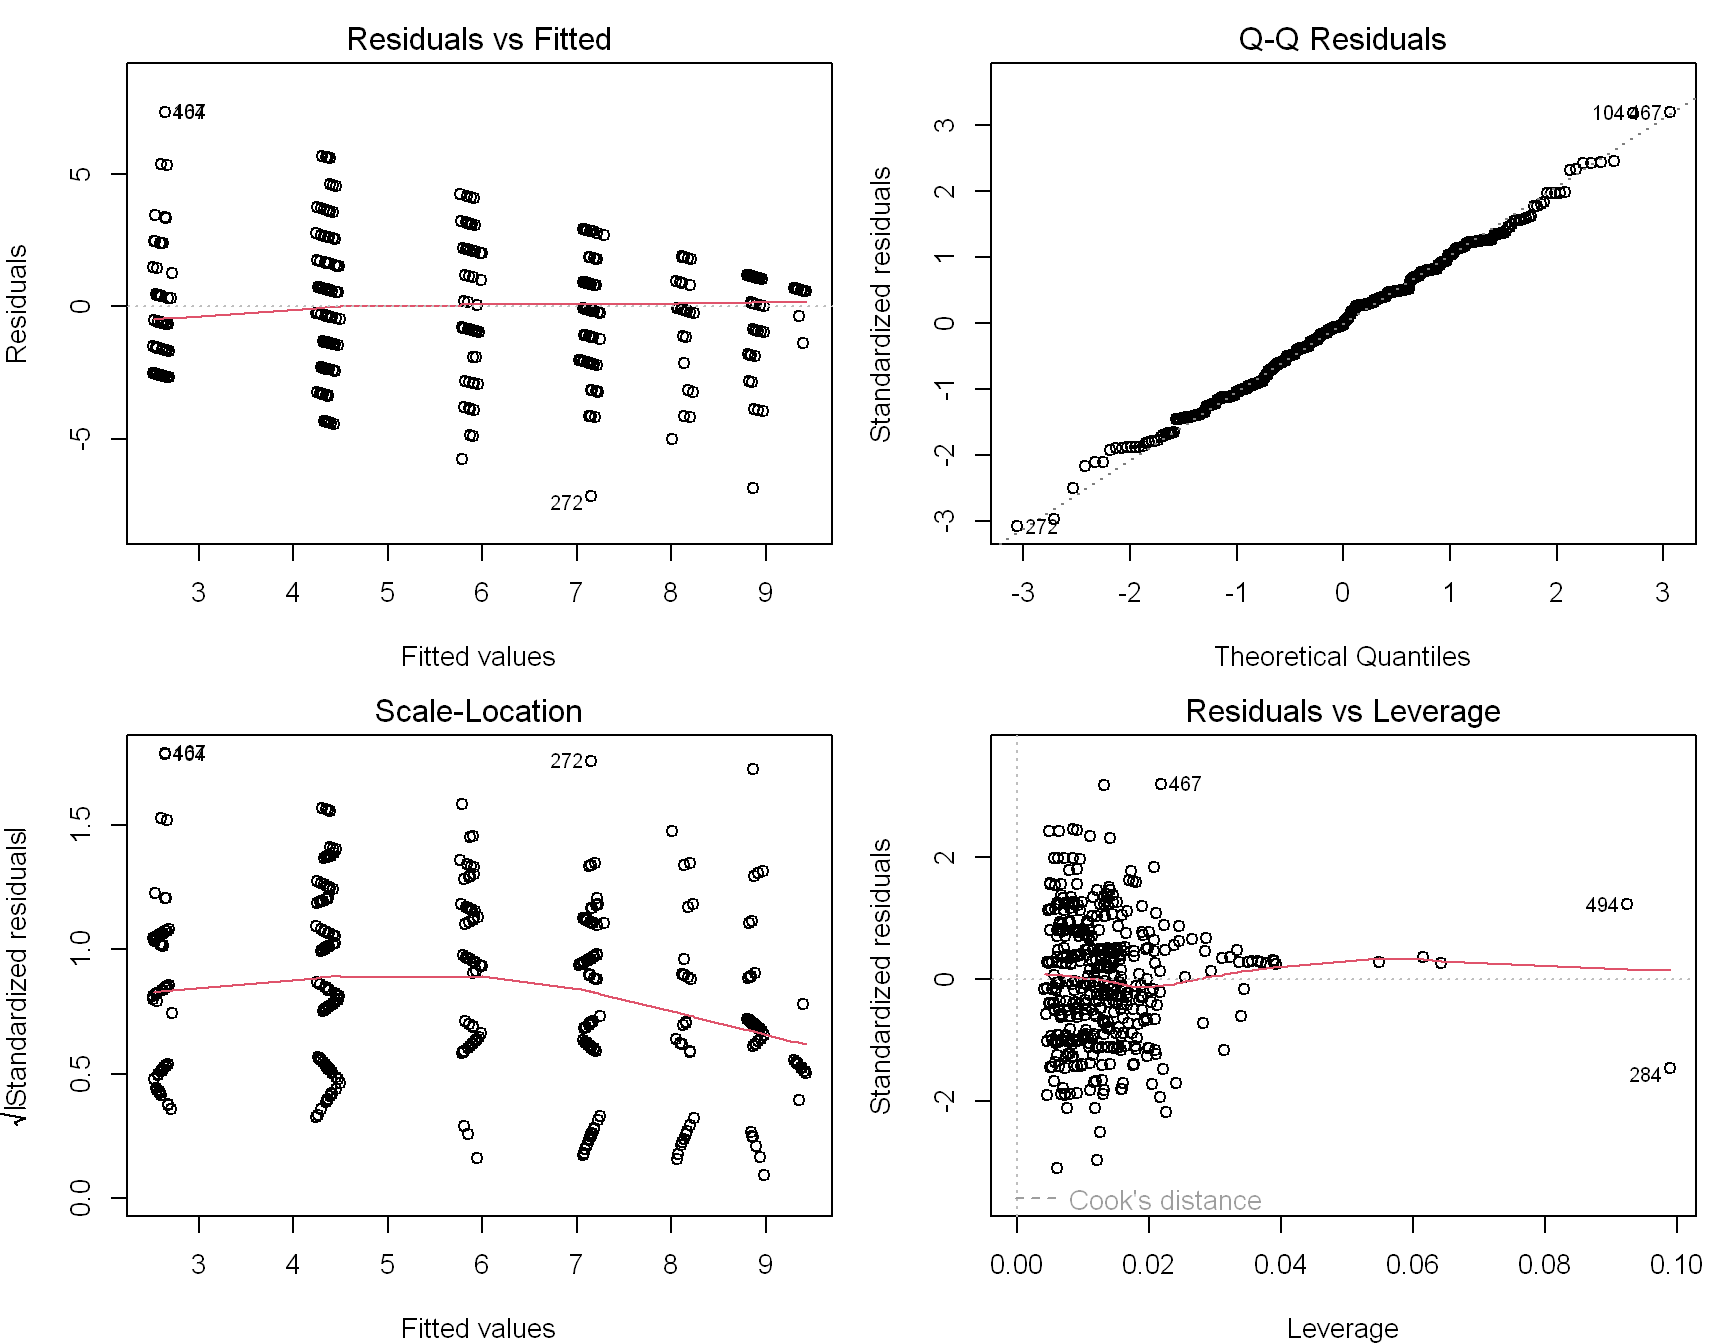 Residuals vs Fitted
Residuals
5
0
-5
467
272
3 4 5 6 7 8 9
Fitted values
Q-Q Residuals
Standardized residuals
3
2
1
0
-1
-2
-3
104 467
272
-3 -2 -1 0 1 2 3
Theoretical Quantiles
Scale-Location
√|Standardized residuals|
1.5
1.0
0.5
0.0
467
272
3 4 5 6 7 8 9
Fitted values
Residuals vs Leverage
Standardized residuals
2
0
-2
467
494
284
Cook's distance
0.00 0.02 0.04 0.06 0.08 0.10
Leverage